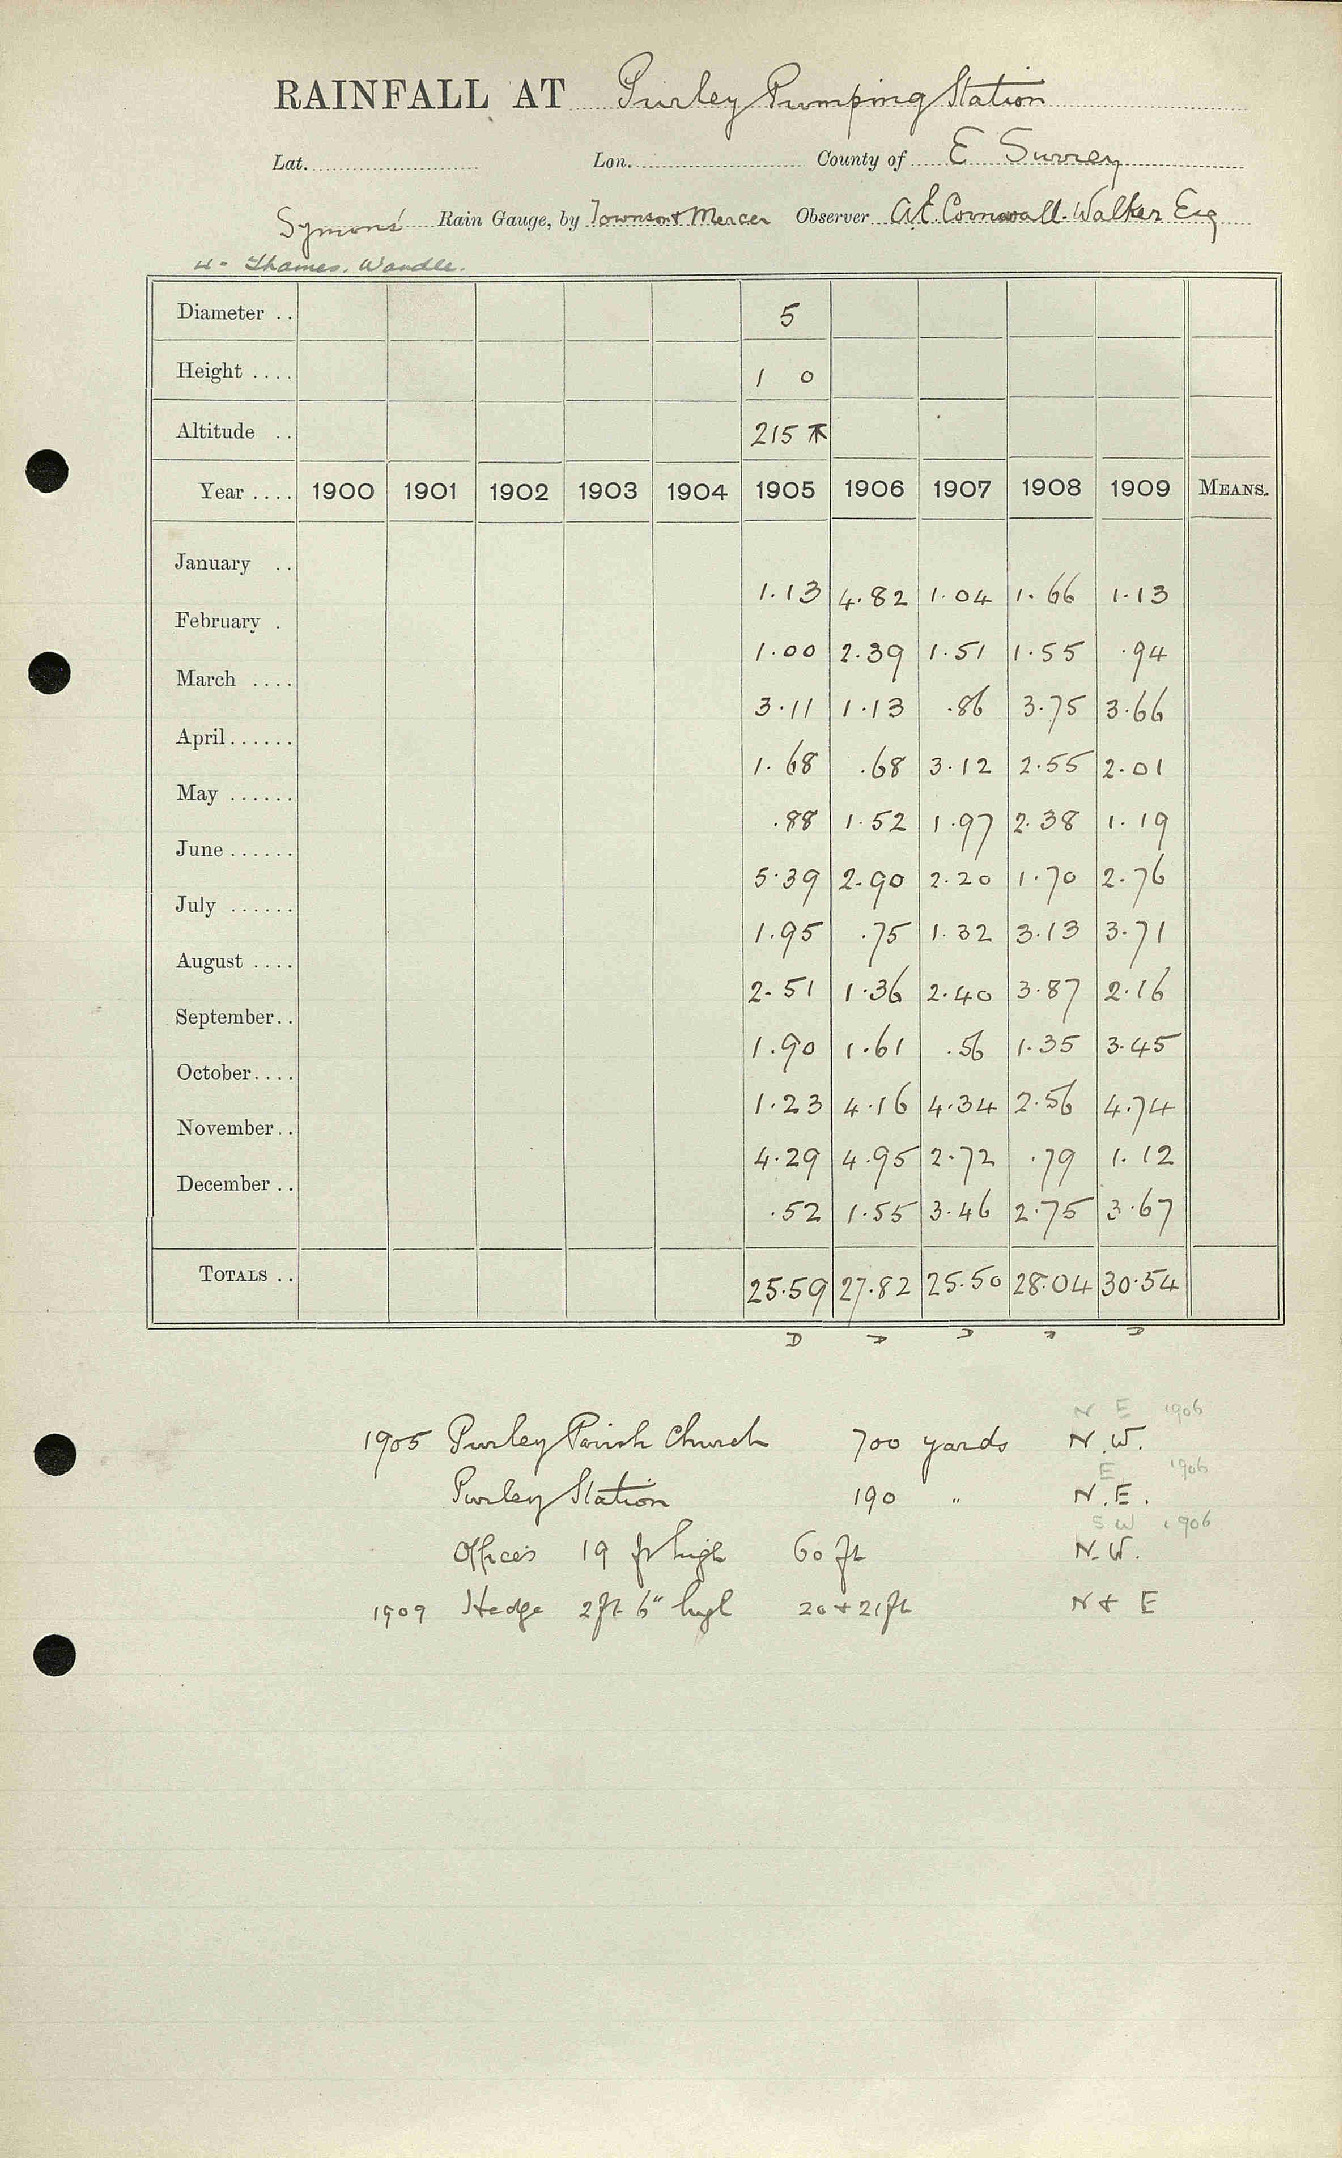 RAINFALL AT Purley Pumping Station
Lat. Lon. County of E Surrey
Symons' Rain Gauge, by Townson & Mercer Observer A.E. Cornwall-Walker Esq
4 - Thames. Wandle.
Diameter .. 5
Height .... 1 0
Altitude .. 215
Year .... 1900 1901 1902 1903 1904 1905 1906 1907 1908 1909 MEANS.
January .. 1.13 4.82 1.04 1.66 1.13
February . 1.00 2.39 1.51 1.55 .94
March .... 3.11 1.13 .86 3.75 3.66
April...... 1.68 .68 3.12 2.55 2.01
May ...... .88 1.52 1.97 2.38 1.19
June ...... 5.39 2.90 2.20 1.70 2.76
July ...... 1.95 .75 1.32 3.13 3.71
August .... 2.51 1.36 2.40 3.87 2.16
September.. 1.90 1.61 .56 1.35 3.45
October.... 1.23 4.16 4.34 2.56 4.74
November.. 4.29 4.95 2.72 .79 1.12
December .. .52 1.55 3.46 2.75 3.67
TOTALS .. 25.59 27.82 25.50 28.04 30.54
D D D D D
N E 1906
1905 Purley Parish Church 700 yards N.W.
E 1906
Purley Station 190 " N.E.
S W 1906
Offices 19 ft high 60 ft N.W.
1909 Hedge 2ft 6" high 20 + 21ft N & E